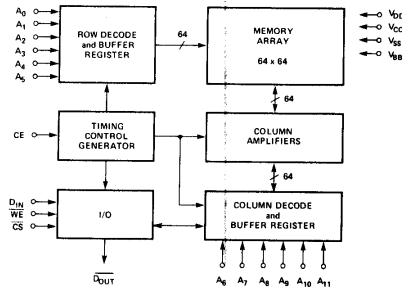 A0
A1
A2
A3
A4
A5
ROW DECODE
and BUFFER
REGISTER
64
MEMORY
ARRAY
64 x 64
VDD
VCC
VSS
VBB
64
CE
TIMING
CONTROL
GENERATOR
COLUMN
AMPLIFIERS
64
DIN
WE
CS
I/O
COLUMN DECODE
and
BUFFER REGISTER
DOUT
A6 A7 A8 A9 A10 A11